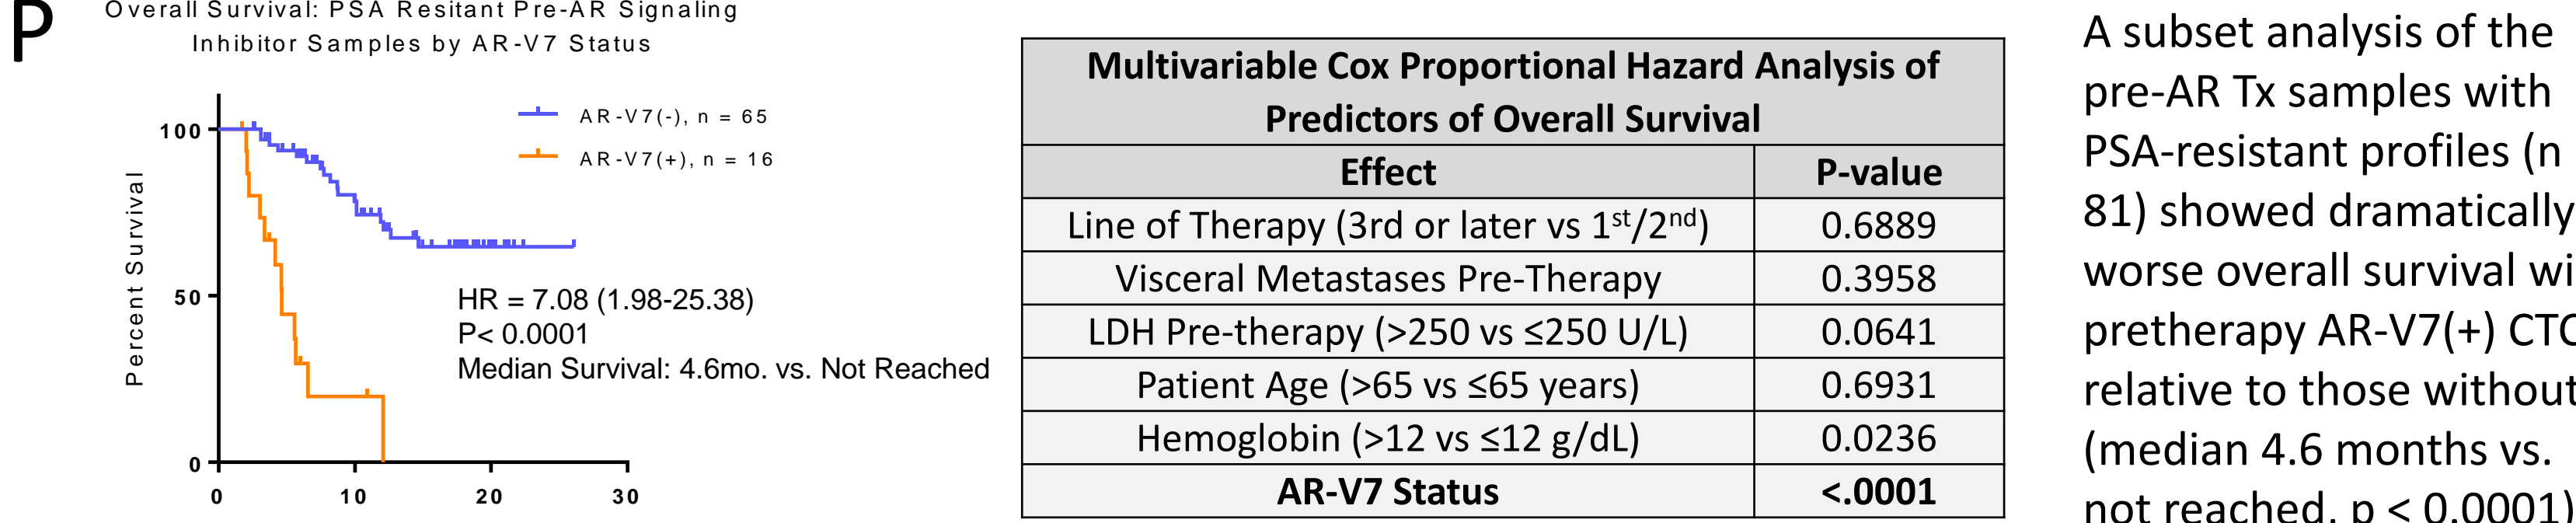 P
Overall Survival: PSA Resitant Pre-AR Signaling
Inhibitor Samples by AR-V7 Status
Percent Survival
100
50
0
0 10 20 30
AR-V7(-), n = 65
AR-V7(+), n = 16
HR = 7.08 (1.98-25.38)
P< 0.0001
Median Survival: 4.6mo. vs. Not Reached
Multivariable Cox Proportional Hazard Analysis of
Predictors of Overall Survival
Effect P-value
Line of Therapy (3rd or later vs 1st/2nd) 0.6889
Visceral Metastases Pre-Therapy 0.3958
LDH Pre-therapy (>250 vs ≤250 U/L) 0.0641
Patient Age (>65 vs ≤65 years) 0.6931
Hemoglobin (>12 vs ≤12 g/dL) 0.0236
AR-V7 Status <.0001
A subset analysis of the
pre-AR Tx samples with
PSA-resistant profiles (n
81) showed dramatically
worse overall survival
pretherapy AR-V7(+)
relative to those without
(median 4.6 months vs.
not reached, p < 0.0001)